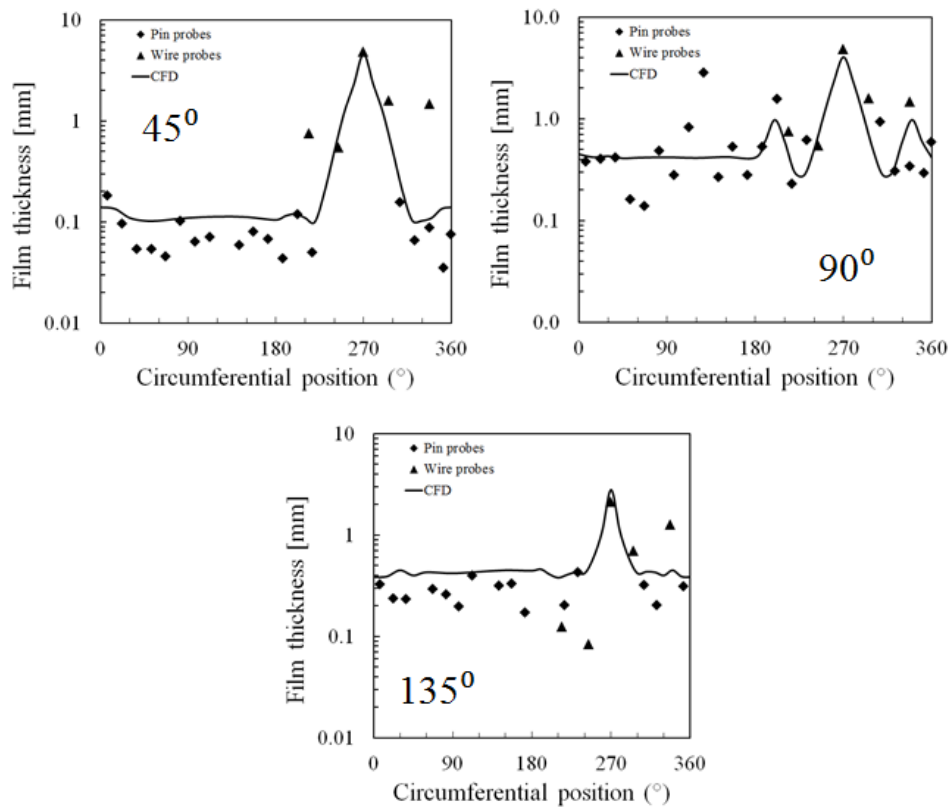 10
1
0.1
0.01
Film thickness [mm]
Pin probes
Wire probes
CFD
45⁰
0
90
180
270
360
Circumferential position (°)
10.0
1.0
0.1
0.0
Film thickness [mm]
Pin probes
Wire probes
CFD
90⁰
0
90
180
270
360
Circumferential position (°)
10
1
0.1
0.01
Film thickness [mm]
Pin probes
Wire probes
CFD
135⁰
0
90
180
270
360
Circumferential position (°)